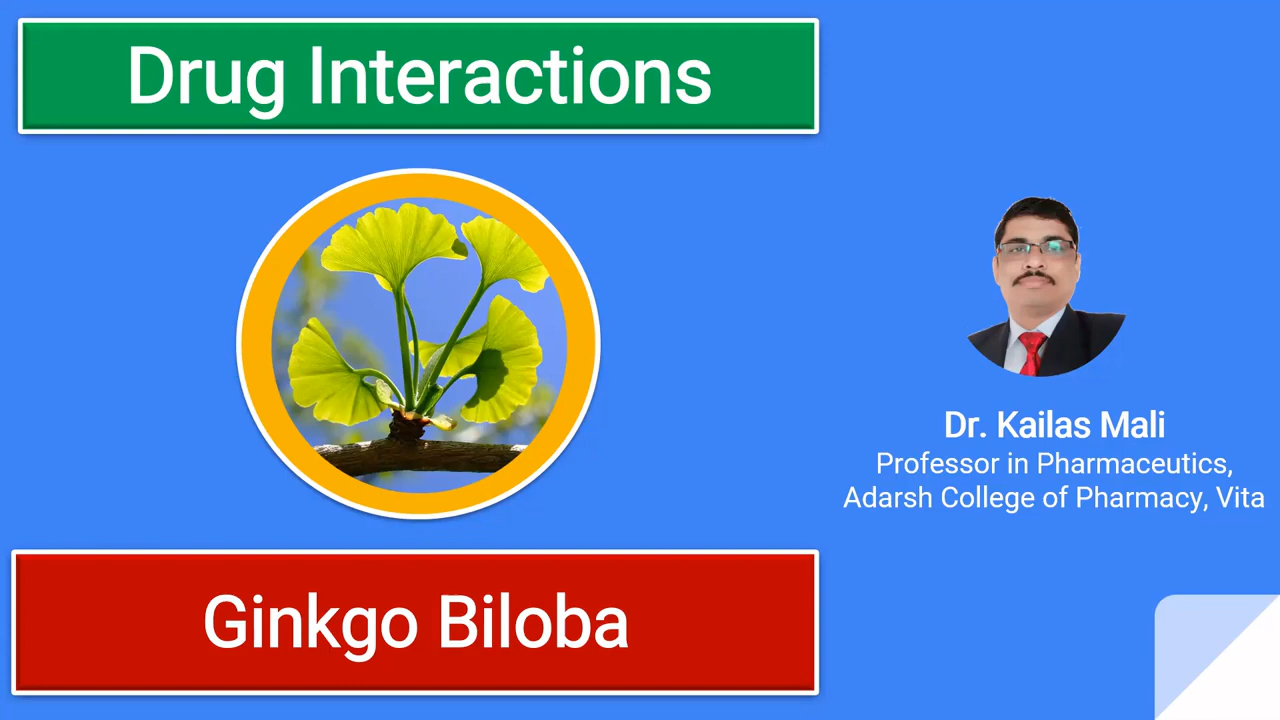 Drug Interactions
Dr. Kailas Mali
Professor in Pharmaceutics,
Adarsh College of Pharmacy, Vita
Ginkgo Biloba